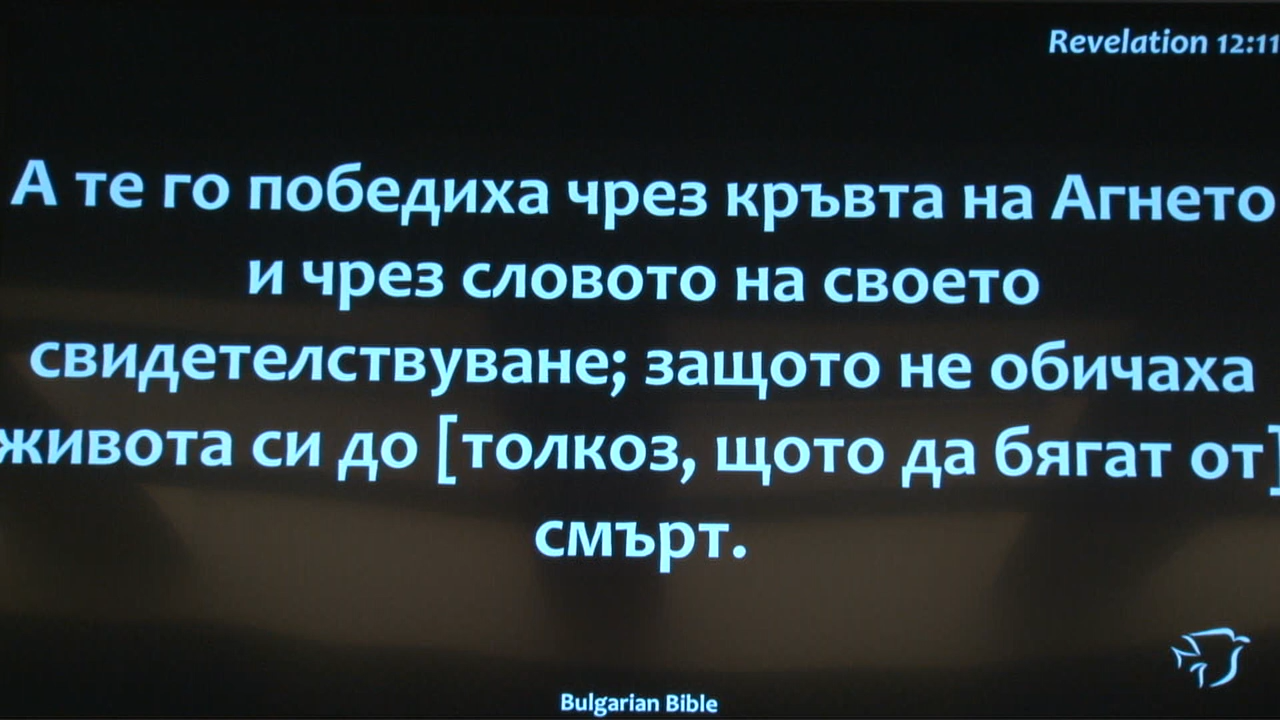 Revelation 12:11
А те го победиха чрез кръвта на Агнето
и чрез словото на своето
свидетелствуване; защото не обичаха
живота си до [толкоз, щото да бягат от]
смърт.
Bulgarian Bible